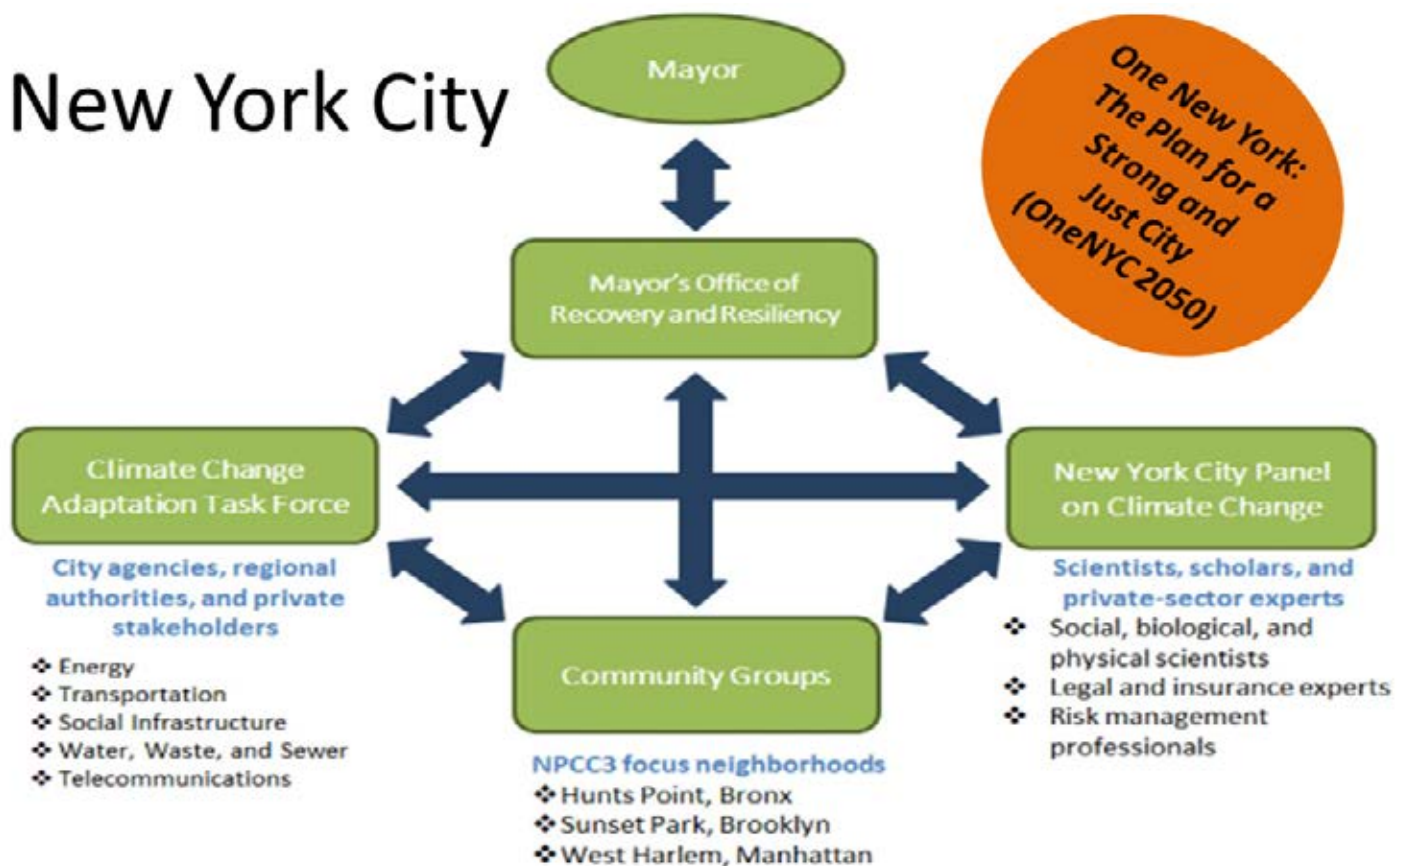 New York City
Mayor
One New York:
The Plan for a
Strong and
Just City
(OneNYC2050)
Mayor's Office of
Recovery and Resiliency
Climate Change
Adaptation Task Force
New York City Panel
on Climate Change
City agencies, regional
authorities, and private
stakeholders
❖ Energy
❖ Transportation
❖ Social Infrastructure
❖ Water, Waste, and Sewer
❖ Telecommunications
Scientists, scholars, and
private-sector experts
❖ Social, biological, and
physical scientists
❖ Legal and insurance experts
❖ Risk management
professionals
Community Groups
NPCC3 focus neighborhoods
❖Hunts Point, Bronx
❖Sunset Park, Brooklyn
❖West Harlem, Manhattan